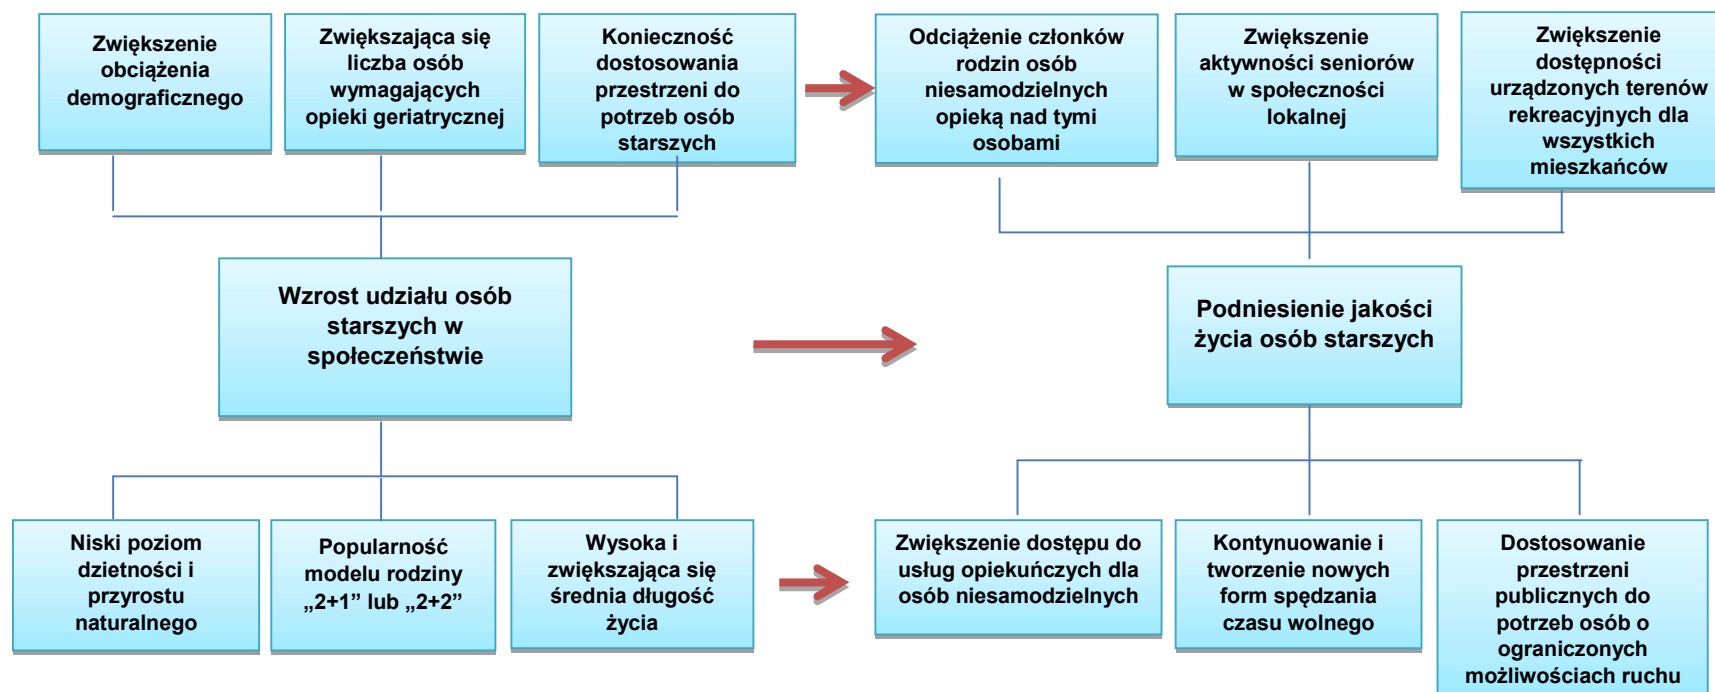 Zwiększenie
obciążenia
demograficznego
Zwiększająca się
liczba osób
wymagających
opieki geriatrycznej
Konieczność
dostosowania
przestrzeni do
potrzeb osób
starszych
Odciążenie członków
rodzin osób
niesamodzielnych
opieką nad tymi
osobami
Zwiększenie
aktywności seniorów
w społeczności
lokalnej
Zwiększenie
dostępności
urządzonych terenów
rekreacyjnych dla
wszystkich
mieszkańców
Wzrost udziału osób
starszych w
społeczeństwie
Podniesienie jakości
życia osób starszych
Niski poziom
dzietności i
przyrostu
naturalnego
Popularność
modelu rodziny
„2+1” lub „2+2”
Wysoka i
zwiększająca się
średnia długość
życia
Zwiększenie dostępu do
usług opiekuńczych dla
osób niesamodzielnych
Kontynuowanie i
tworzenie nowych
form spędzania
czasu wolnego
Dostosowanie
przestrzeni
publicznych do
potrzeb osób o
ograniczonych
możliwościach ruchu